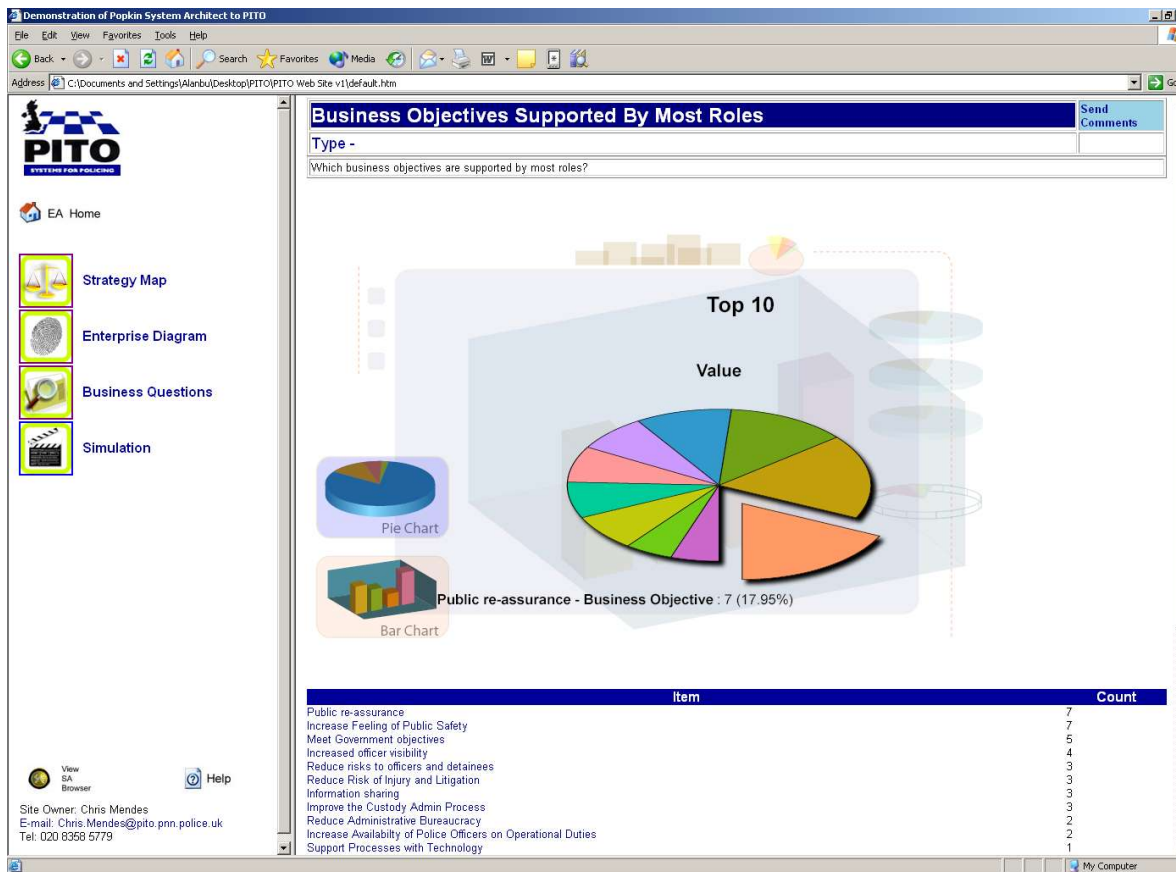 Demonstration of Popkin System Architect to PITO
File Edit View Favorites Tools Help
Back Search Favorites Media
Address C:\Documents and Settings\Alanbu\Desktop\PITO\PITO Web Site v1\default.htm Go
PITO
SYSTEMS FOR POLICING
EA Home
Strategy Map
Enterprise Diagram
Business Questions
Simulation
View
SA
Browser
Help
Site Owner: Chris Mendes
E-mail: Chris.Mendes@pito.pnn.police.uk
Tel: 020 8358 5779
Business Objectives Supported By Most Roles
Send
Comments
Type -
Which business objectives are supported by most roles?
Top 10
Value
Pie Chart
Public re-assurance - Business Objective : 7 (17.95%)
Bar Chart
Item Count
Public re-assurance 7
Increase Feeling of Public Safety 7
Meet Government objectives 5
Increased officer visibility 4
Reduce risks to officers and detainees 3
Reduce Risk of Injury and Litigation 3
Information sharing 3
Improve the Custody Admin Process 3
Reduce Administrative Bureaucracy 2
Increase Availabilty of Police Officers on Operational Duties 2
Support Processes with Technology 1
My Computer